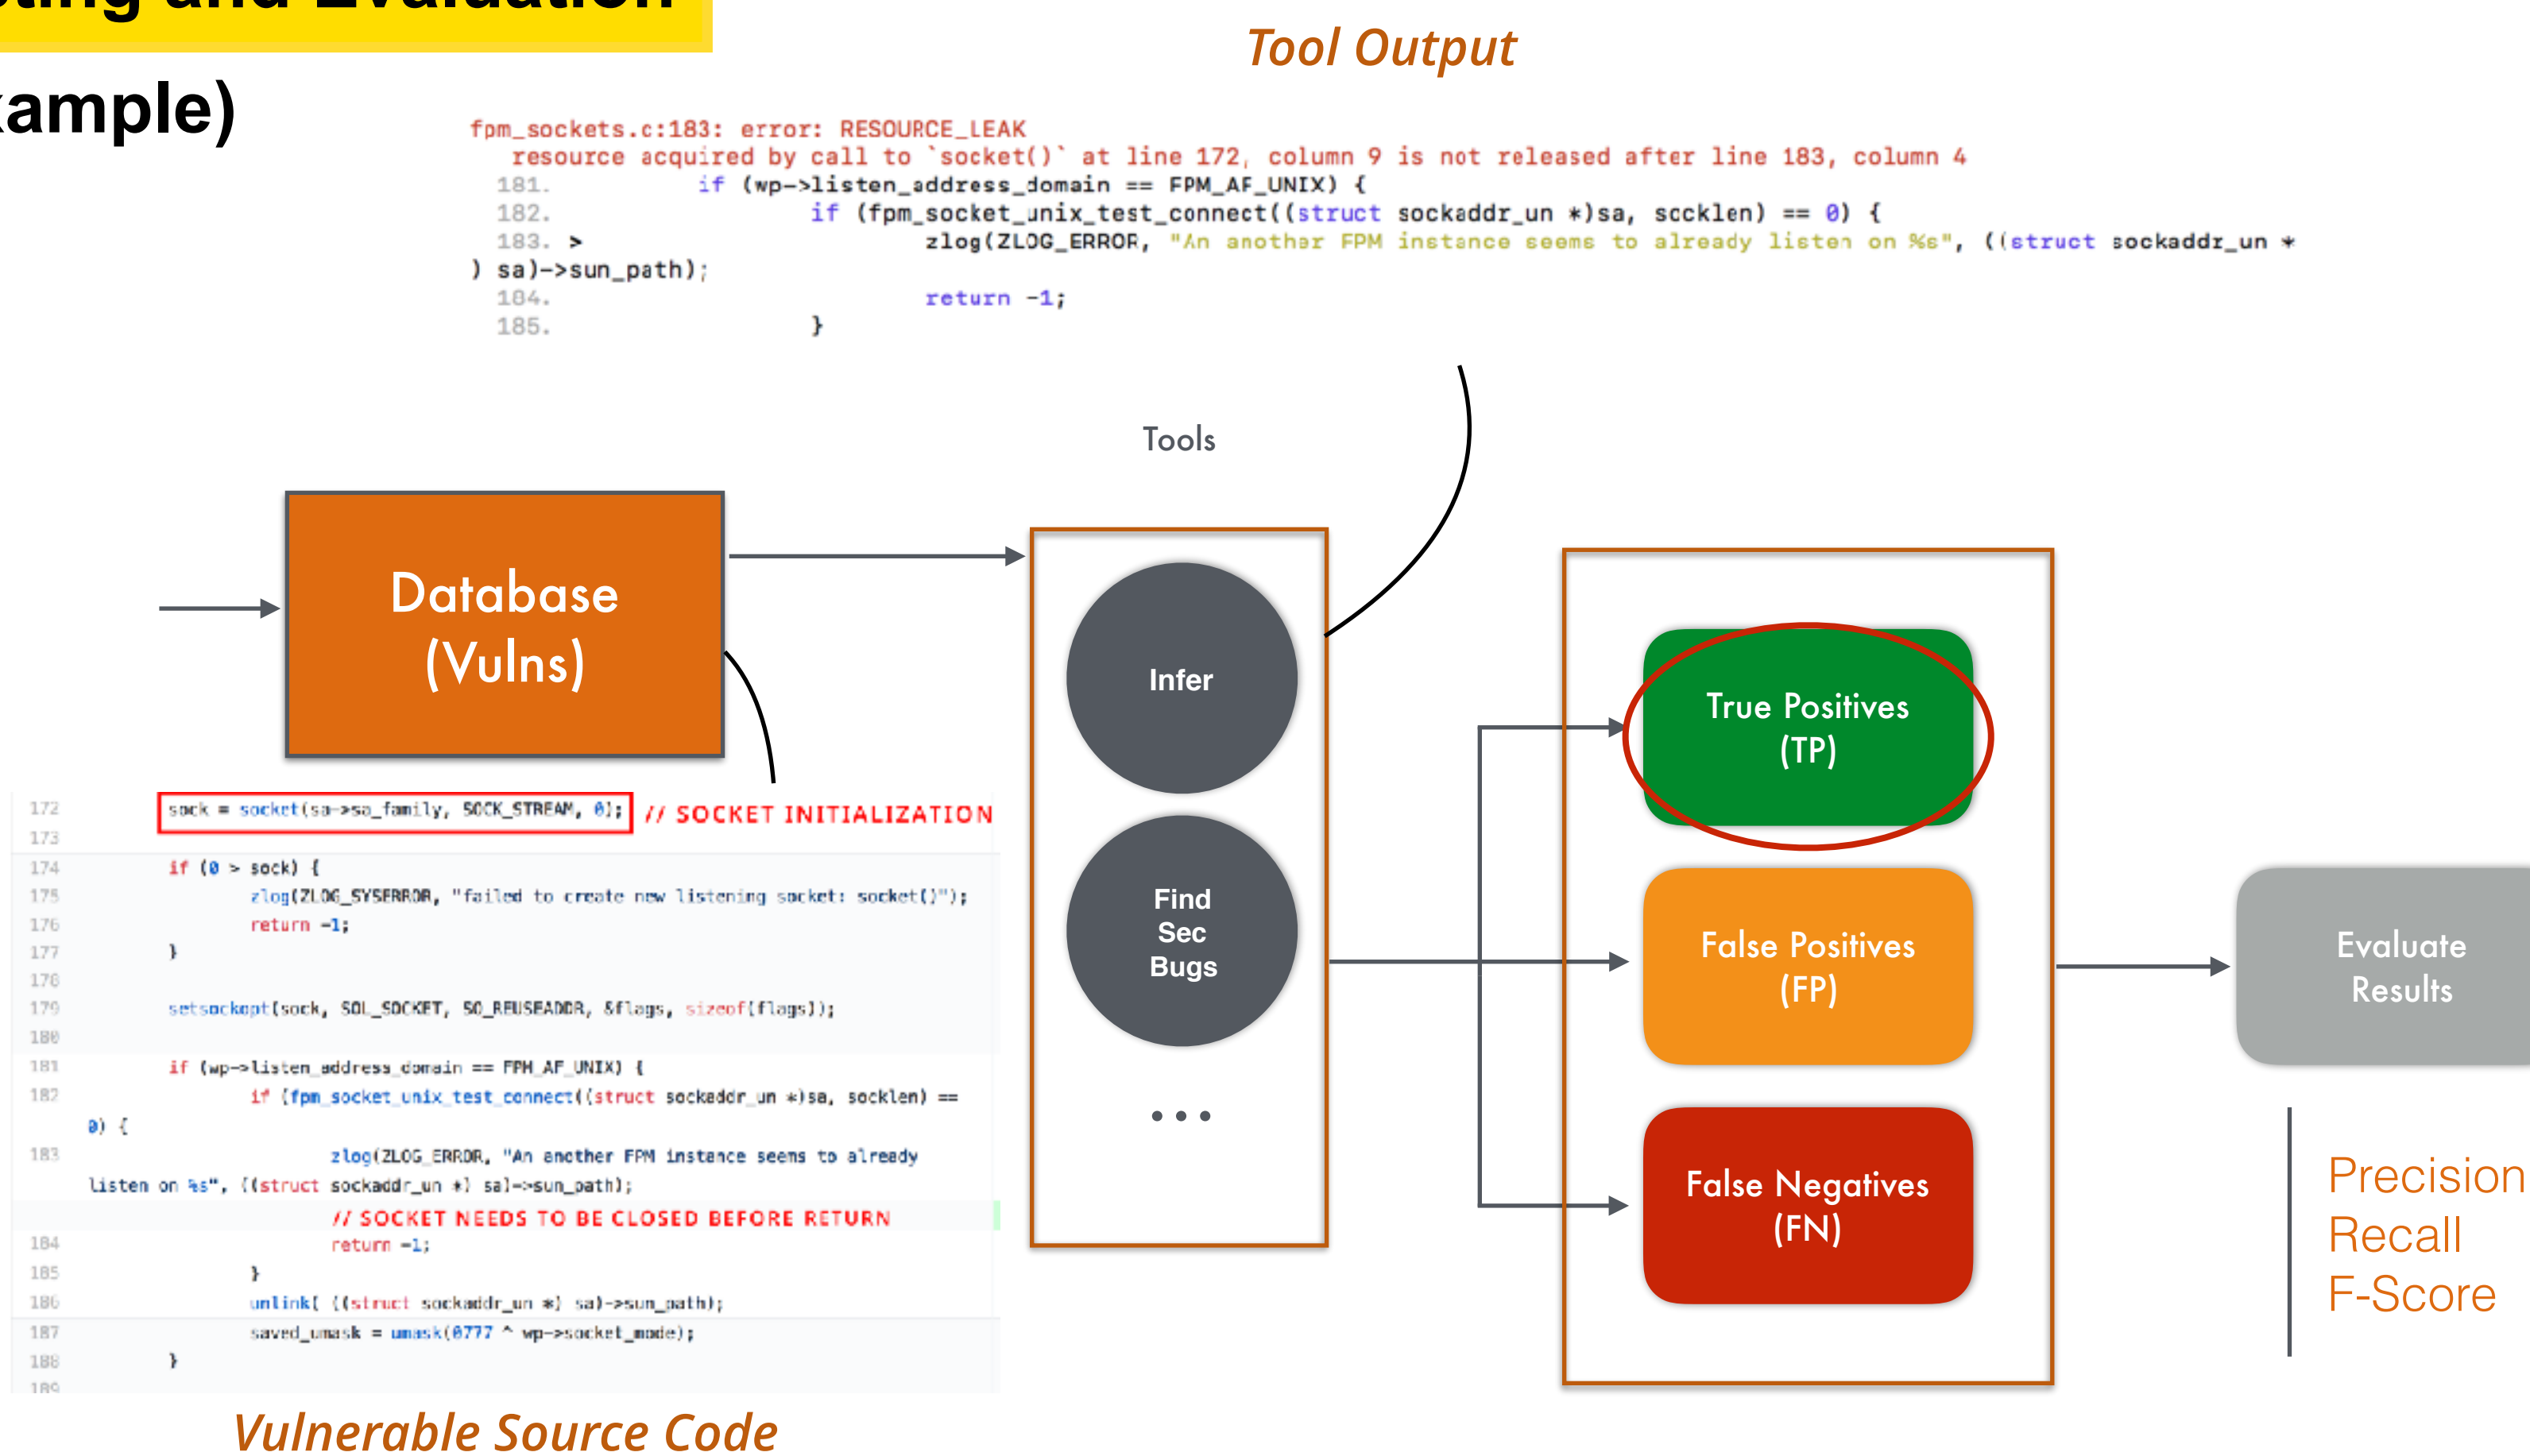 ting and Evaluation
xample)
Tool Output
fpm_sockets.c:183: error: RESOURCE_LEAK
resource acquired by call to `socket()` at line 172, column 9 is not released after line 183, column 4
181. if (wp->listen_address_domain == FPM_AF_UNIX) {
182. if (fpm_socket_unix_test_connect((struct sockaddr_un *)sa, socklen) == 0) {
183. > zlog(ZLOG_ERROR, "An another FPM instance seems to already listen on %s", ((struct sockaddr_un *
) sa)->sun_path);
184. return -1;
185. }
Tools
Database
(Vulns)
Infer
Find
Sec
Bugs
...
True Positives
(TP)
False Positives
(FP)
False Negatives
(FN)
Evaluate
Results
Precision
Recall
F-Score
172 sock = socket(sa->sa_family, SOCK_STREAM, 0); // SOCKET INITIALIZATION
173
174 if (0 > sock) {
175 zlog(ZLOG_SYSERROR, "failed to create new listening socket: socket()");
176 return -1;
177 }
178
179 setsockopt(sock, SOL_SOCKET, SO_REUSEADDR, &flags, sizeof(flags));
180
181 if (wp->listen_address_domain == FPM_AF_UNIX) {
182 if (fpm_socket_unix_test_connect((struct sockaddr_un *)sa, socklen) ==
0) {
183 zlog(ZLOG_ERROR, "An another FPM instance seems to already
listen on %s", ((struct sockaddr_un *) sa)->sun_path);
// SOCKET NEEDS TO BE CLOSED BEFORE RETURN
184 return -1;
185 }
186 unlink( ((struct sockaddr_un *) sa)->sun_path);
187 saved_umask = umask(0777 ^ wp->socket_mode);
188 }
189
Vulnerable Source Code